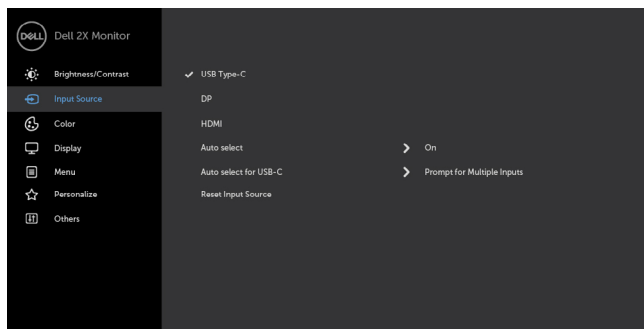 DELL Dell 2X Monitor
Brightness/Contrast
USB Type-C
Input Source
DP
Color
HDMI
Display
Auto select
On
Menu
Auto select for USB-C
Prompt for Multiple Inputs
Personalize
Reset Input Source
Others